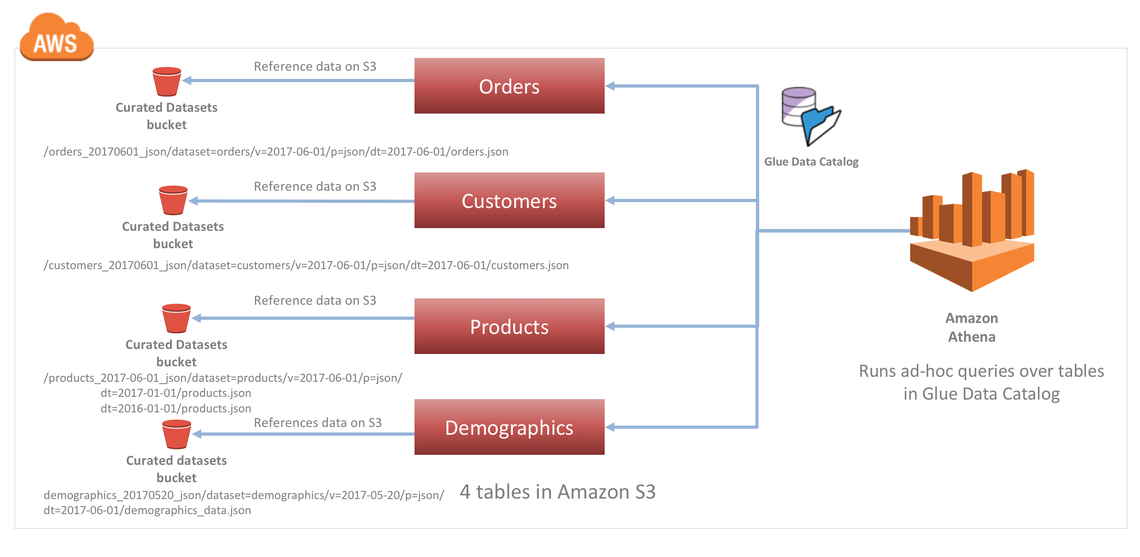 AWS
Reference data on S3
Orders
Curated Datasets
bucket
/orders_20170601_json/dataset=orders/v=2017-06-01/p=json/dt=2017-06-01/orders.json
Glue Data Catalog
Reference data on S3
Customers
Curated Datasets
bucket
/customers_20170601_json/dataset=customers/v=2017-06-01/p=json/dt=2017-06-01/customers.json
Reference data on S3
Products
Curated Datasets
bucket
/products_2017-06-01_json/dataset=products/v=2017-06-01/p=json/
dt=2017-01-01/products.json
dt=2016-01-01/products.json
Amazon
Athena
Runs ad-hoc queries over tables
in Glue Data Catalog
References data on S3
Demographics
Curated datasets
bucket
demographics_20170520_json/dataset=demographics/v=2017-05-20/p=json/
dt=2017-06-01/demographics_data.json
4 tables in Amazon S3